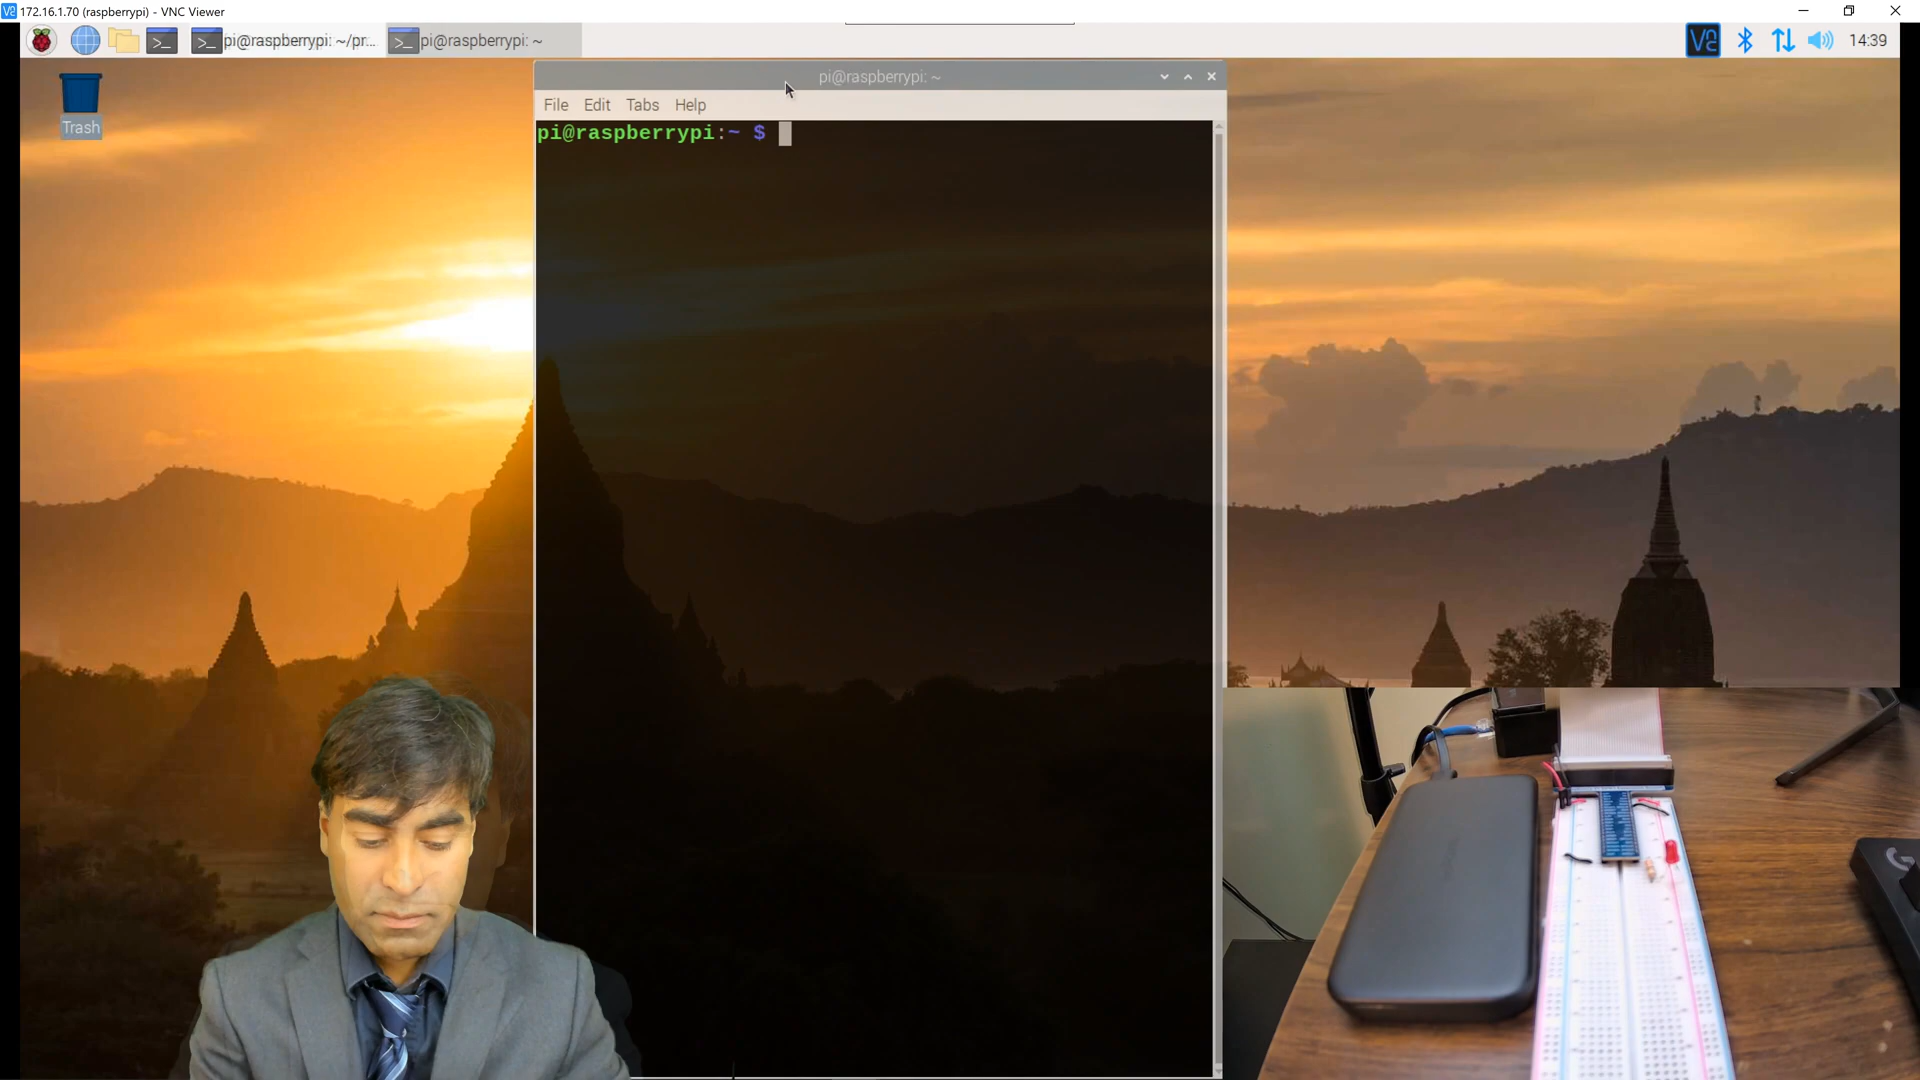 172.16.1.70 (raspberrypi) - VNC Viewer
pi@raspberrypi: ~/pr...
pi@raspberrypi: ~
14:39
Trash
pi@raspberrypi: ~
File Edit Tabs Help
pi@raspberrypi:~ $